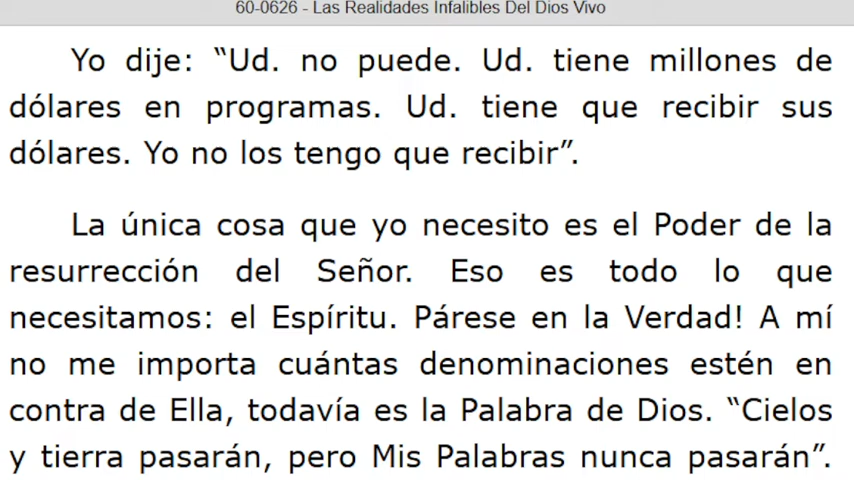 60-0626 - Las Realidades Infalibles Del Dios Vivo
Yo dije: “Ud. no puede. Ud. tiene millones de
dólares en programas. Ud. tiene que recibir sus
dólares. Yo no los tengo que recibir”.
La única cosa que yo necesito es el Poder de la
resurrección del Señor. Eso es todo lo que
necesitamos: el Espíritu. Párese en la Verdad! A mí
no me importa cuántas denominaciones estén en
contra de Ella, todavía es la Palabra de Dios. “Cielos
y tierra pasarán, pero Mis Palabras nunca pasarán”.